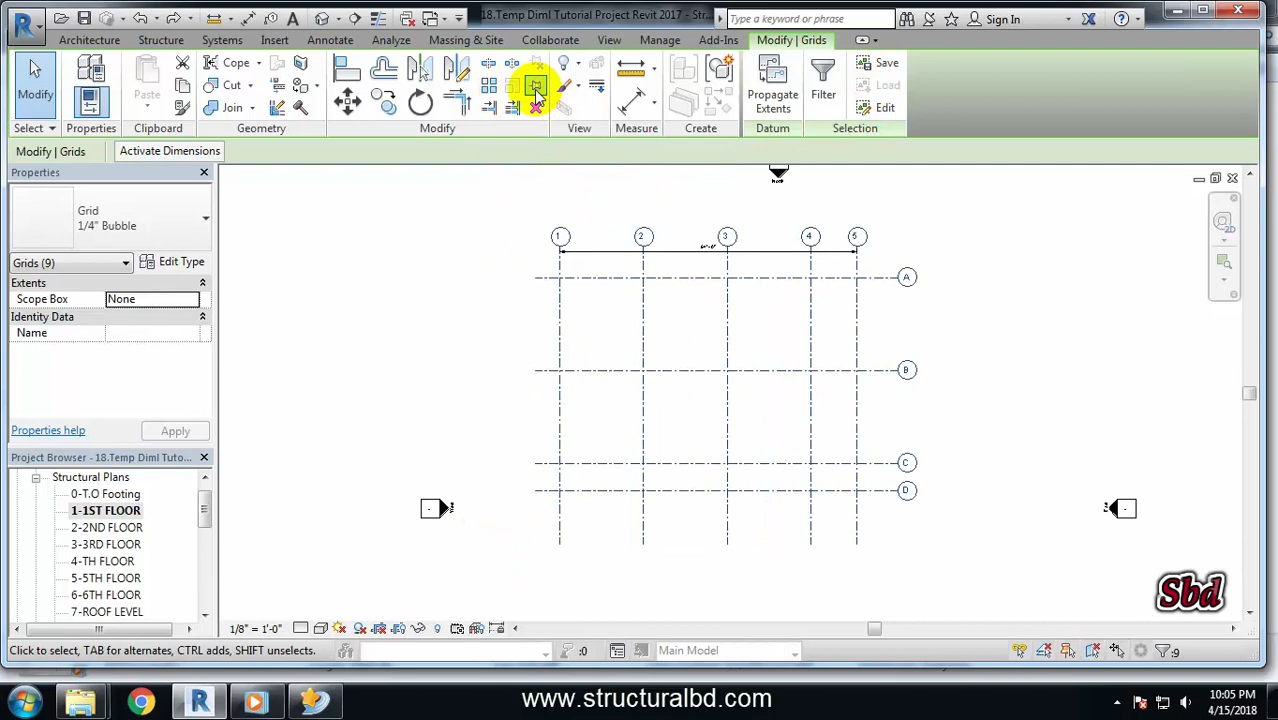 18.Temp Diml Tutorial Project Revit 2017 - Str...
Type a keyword or phrase
Sign In
Architecture
Structure
Systems
Insert
Annotate
Analyze
Massing & Site
Collaborate
View
Manage
Add-Ins
Modify | Grids
Modify
Paste
Cope
Cut
Join
Propagate
Extents
Filter
Save
Load
Edit
Select
Properties
Clipboard
Geometry
Modify
View
Measure
Create
Datum
Selection
Modify | Grids
Activate Dimensions
Properties
Grid
1/4" Bubble
Grids (9)
Edit Type
Extents
Scope Box
None
Identity Data
Name
Properties help
Apply
Project Browser - 18.Temp Diml Tuto...
Structural Plans
0-T.O Footing
1-1ST FLOOR
2-2ND FLOOR
3-3RD FLOOR
4-TH FLOOR
5-5TH FLOOR
6-6TH FLOOR
7-ROOF LEVEL
1
2
3
4
5
A
B
C
D
2D
Sbd
1/8" = 1'-0"
Click to select, TAB for alternates, CTRL adds, SHIFT unselects.
:0
Main Model
:9
www.structuralbd.com
10:05 PM
4/15/2018